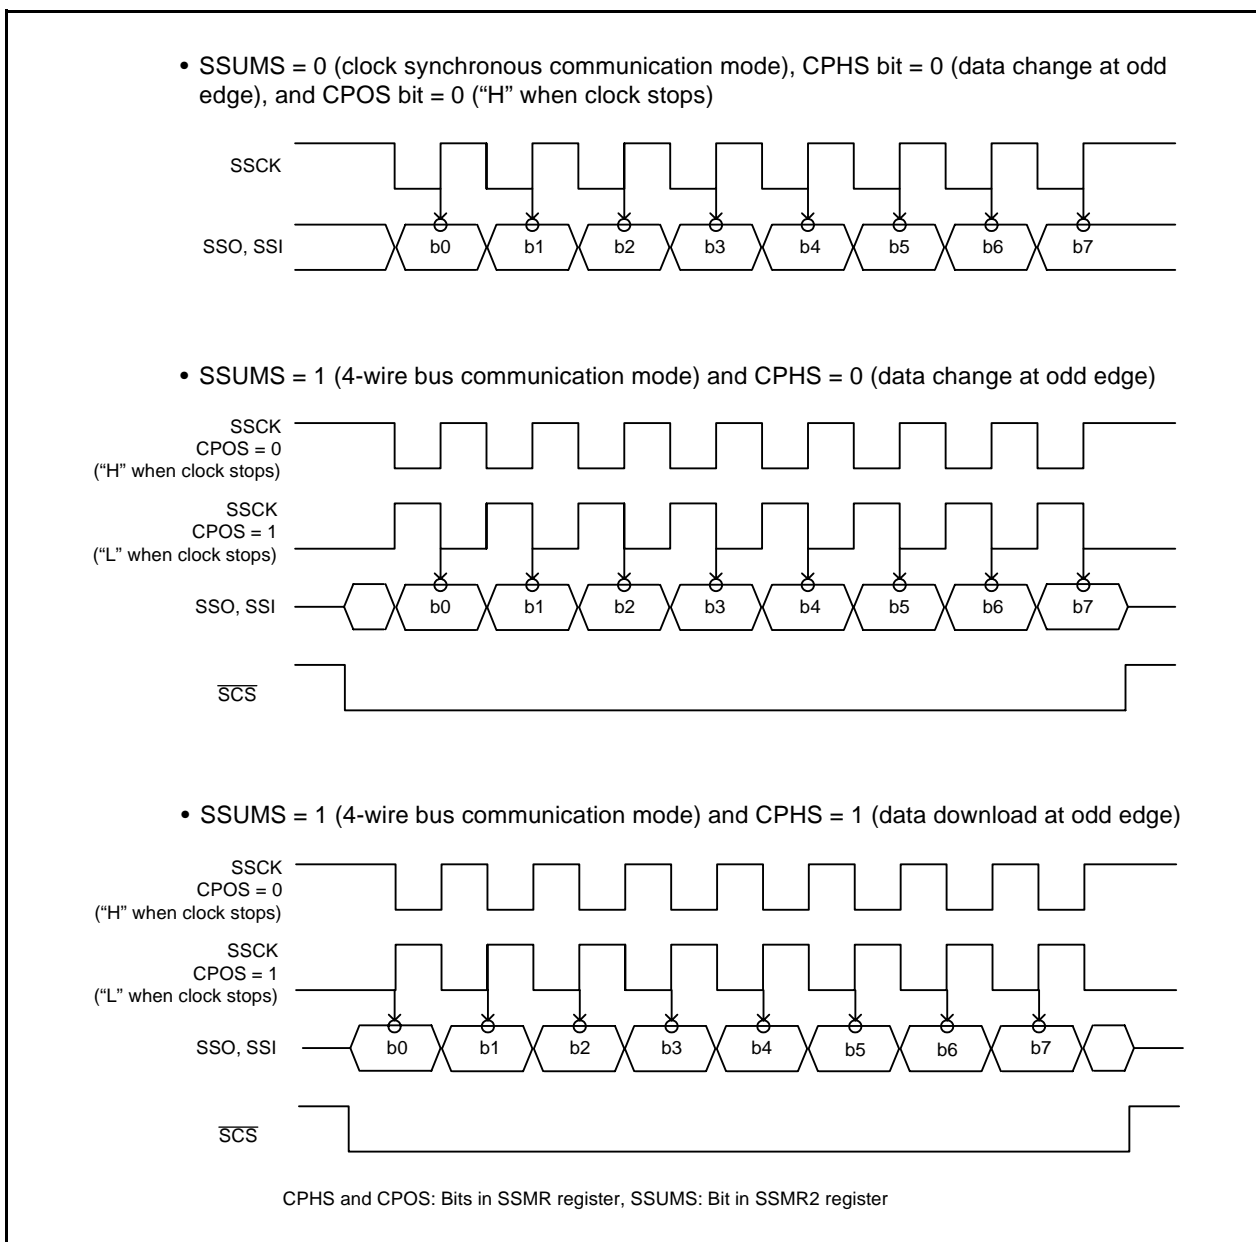 • SSUMS = 0 (clock synchronous communication mode), CPHS bit = 0 (data change at odd
edge), and CPOS bit = 0 (“H” when clock stops)
SSCK
SSO, SSI
b0 b1 b2 b3 b4 b5 b6 b7
• SSUMS = 1 (4-wire bus communication mode) and CPHS = 0 (data change at odd edge)
SSCK
CPOS = 0
(“H” when clock stops)
SSCK
CPOS = 1
(“L” when clock stops)
SSO, SSI
b0 b1 b2 b3 b4 b5 b6 b7
S̅C̅S̅
• SSUMS = 1 (4-wire bus communication mode) and CPHS = 1 (data download at odd edge)
SSCK
CPOS = 0
(“H” when clock stops)
SSCK
CPOS = 1
(“L” when clock stops)
SSO, SSI
b0 b1 b2 b3 b4 b5 b6 b7
S̅C̅S̅
CPHS and CPOS: Bits in SSMR register, SSUMS: Bit in SSMR2 register